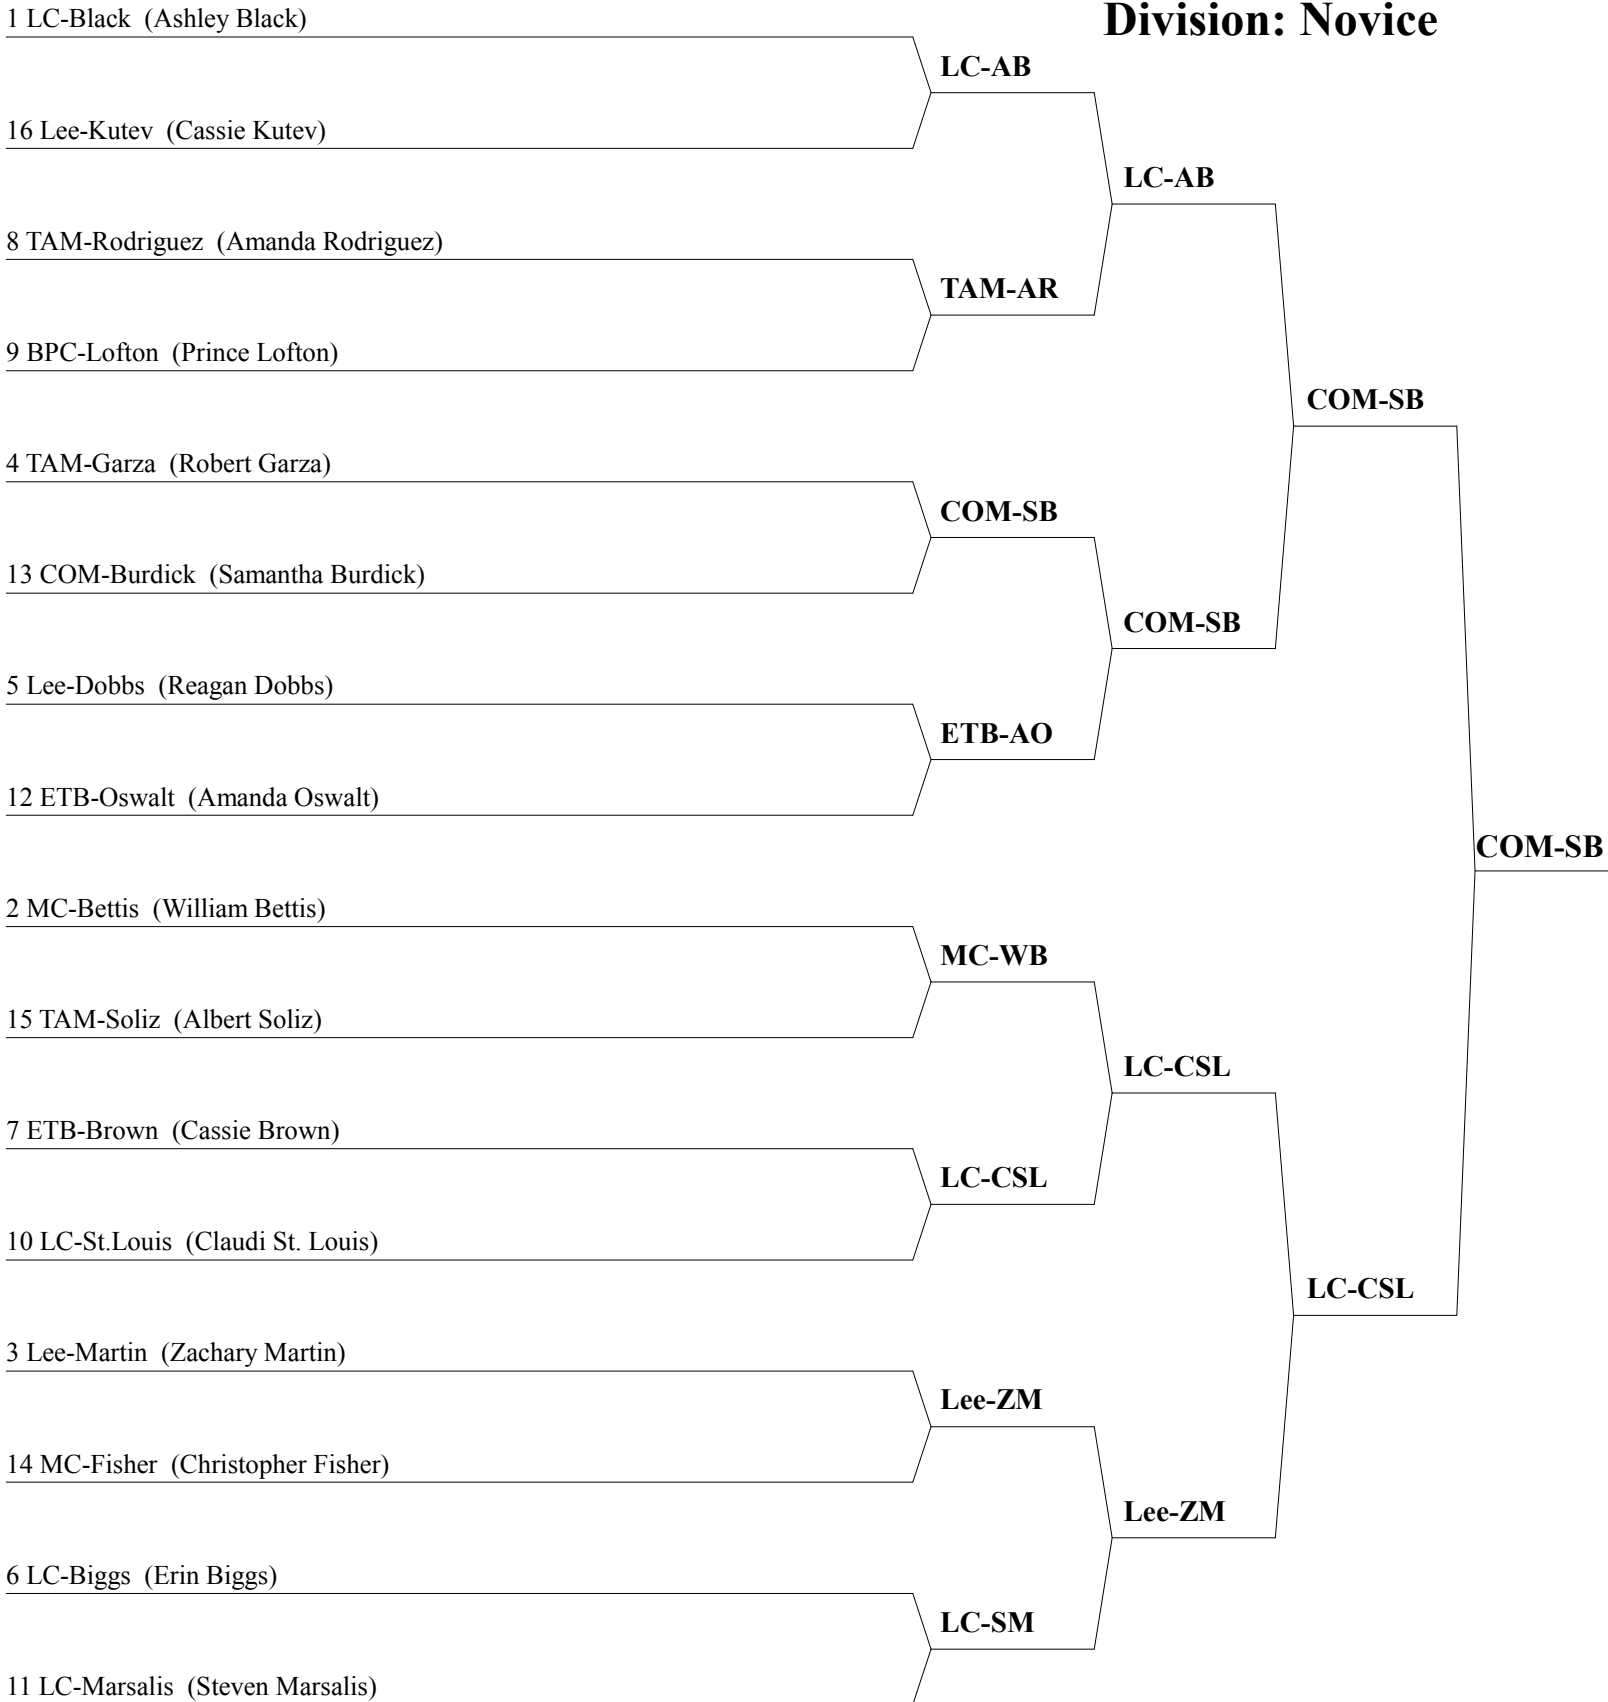 Division: Novice
1 LC-Black (Ashley Black)
LC-AB
16 Lee-Kutev (Cassie Kutev)
LC-AB
8 TAM-Rodriguez (Amanda Rodriguez)
TAM-AR
9 BPC-Lofton (Prince Lofton)
COM-SB
4 TAM-Garza (Robert Garza)
COM-SB
13 COM-Burdick (Samantha Burdick)
COM-SB
5 Lee-Dobbs (Reagan Dobbs)
ETB-AO
12 ETB-Oswalt (Amanda Oswalt)
COM-SB
2 MC-Bettis (William Bettis)
MC-WB
15 TAM-Soliz (Albert Soliz)
LC-CSL
7 ETB-Brown (Cassie Brown)
LC-CSL
10 LC-St.Louis (Claudi St. Louis)
LC-CSL
3 Lee-Martin (Zachary Martin)
Lee-ZM
14 MC-Fisher (Christopher Fisher)
Lee-ZM
6 LC-Biggs (Erin Biggs)
LC-SM
11 LC-Marsalis (Steven Marsalis)